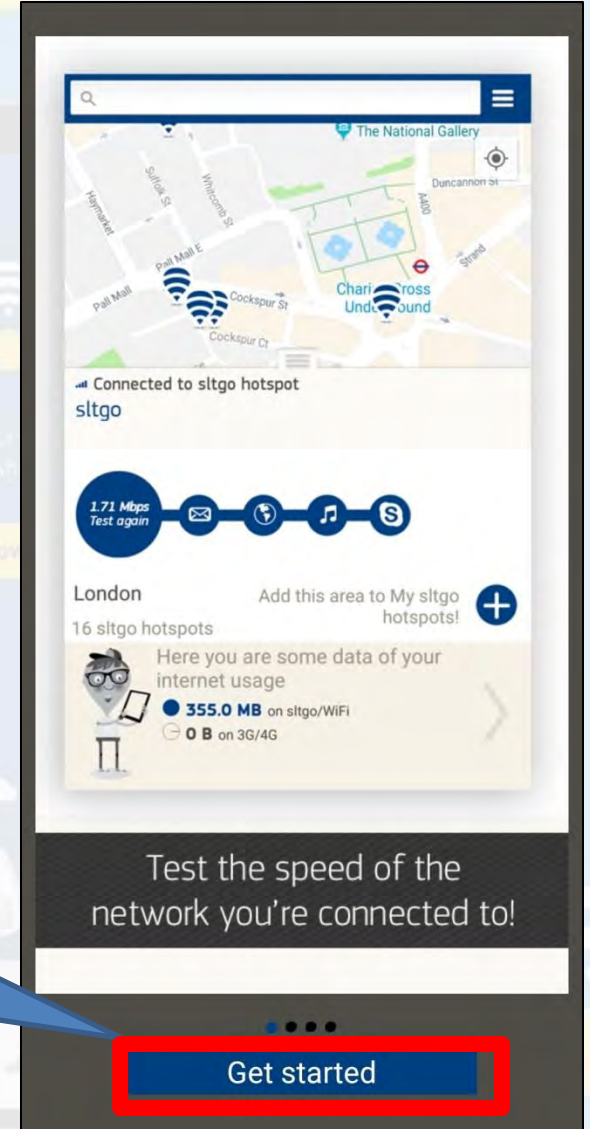 The National Gallery
Duncannon St
Suffolk St
Whitcomb St
Haymarket
A400
Strand
Pall Mall E
Pall Mall
Cockspur St
Cockspur Ct
Connected to sltgo hotspot
sltgo
1.71 Mbps
Test again
London
Add this area to My sltgo
hotspots!
16 sltgo hotspots
Here you are some data of your
internet usage
355.0 MB on sltgo/WiFi
0 B on 3G/4G
Test the speed of the
network you're connected to!
Get started